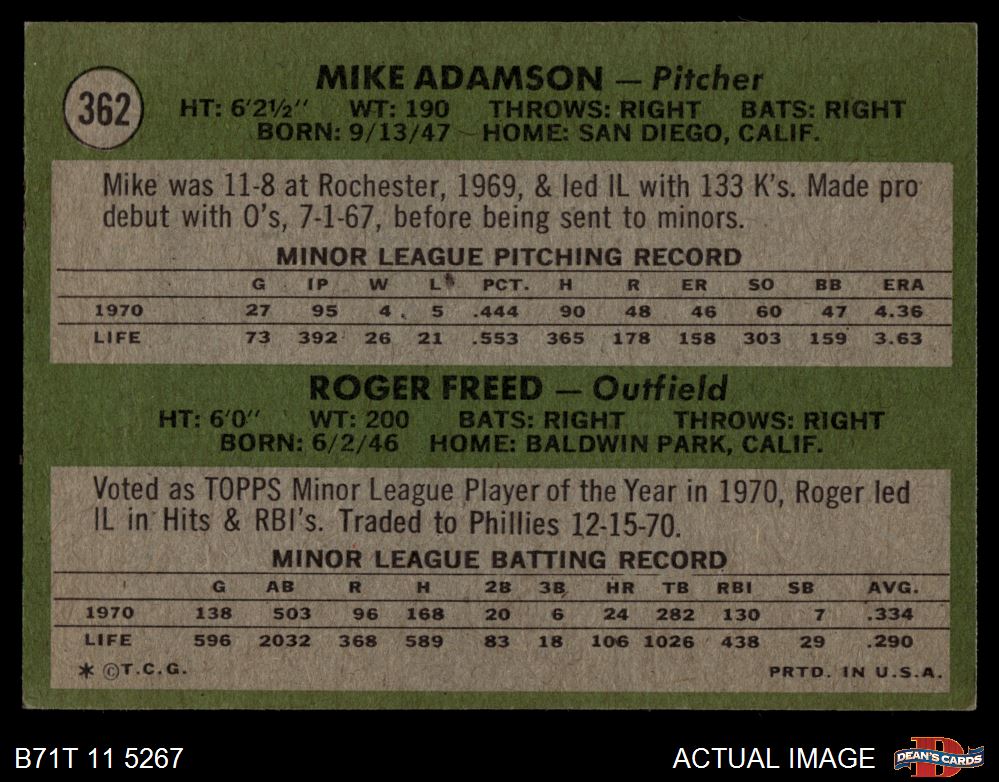 362
MIKE ADAMSON — Pitcher
HT: 6'2½" WT: 190 THROWS: RIGHT BATS: RIGHT
BORN: 9/13/47 HOME: SAN DIEGO, CALIF.
Mike was 11-8 at Rochester, 1969, & led IL with 133 K's. Made pro
debut with O's, 7-1-67, before being sent to minors.
MINOR LEAGUE PITCHING RECORD
G IP W L PCT. H R ER SO BB ERA
1970 27 95 4 5 .444 90 48 46 60 47 4.36
LIFE 73 392 26 21 .553 365 178 158 303 159 3.63
ROGER FREED — Outfield
HT: 6'0" WT: 200 BATS: RIGHT THROWS: RIGHT
BORN: 6/2/46 HOME: BALDWIN PARK, CALIF.
Voted as TOPPS Minor League Player of the Year in 1970, Roger led
IL in Hits & RBI's. Traded to Phillies 12-15-70.
MINOR LEAGUE BATTING RECORD
G AB R H 2B 3B HR TB RBI SB AVG.
1970 138 503 96 168 20 6 24 282 130 7 .334
LIFE 596 2032 368 589 83 18 106 1026 438 29 .290
* ©T.C.G. PRTD. IN U.S.A.
B71T 11 5267 ACTUAL IMAGE DEAN'S CARDS